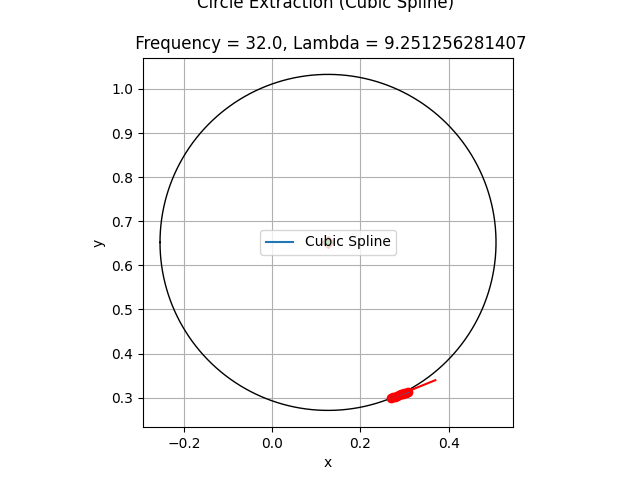 Circle Extraction (Cubic Spline)
Frequency = 32.0, Lambda = 9.251256281407
1.0
0.9
0.8
0.7
0.6
0.5
0.4
0.3
y
Cubic Spline
−0.2 0.0 0.2 0.4
x